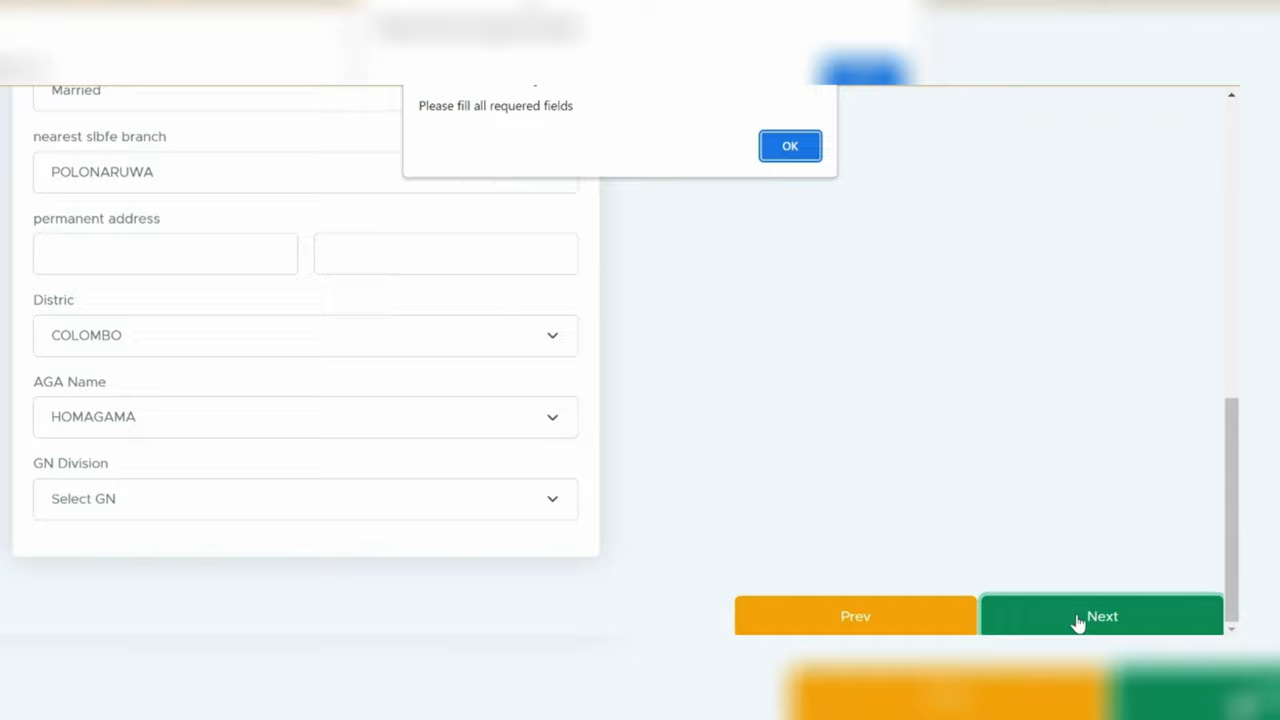 Married
Please fill all requered fields
OK
nearest slbfe branch
POLONARUWA
permanent address
Distric
COLOMBO
AGA Name
HOMAGAMA
GN Division
Select GN
Prev
Next